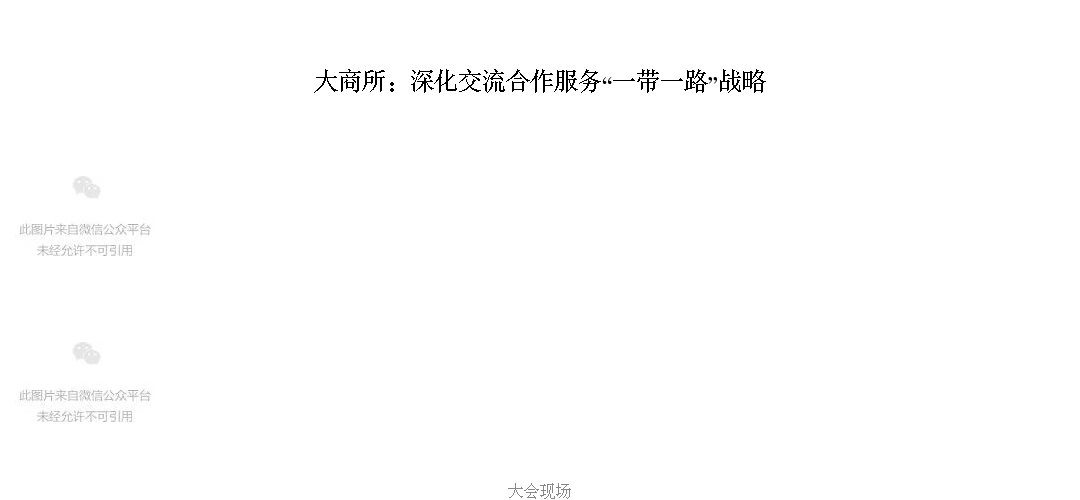 大商所：深化交流合作服务“一带一路”战略
此图片来自微信公众平台
未经允许不可引用
此图片来自微信公众平台
未经允许不可引用
大会现场